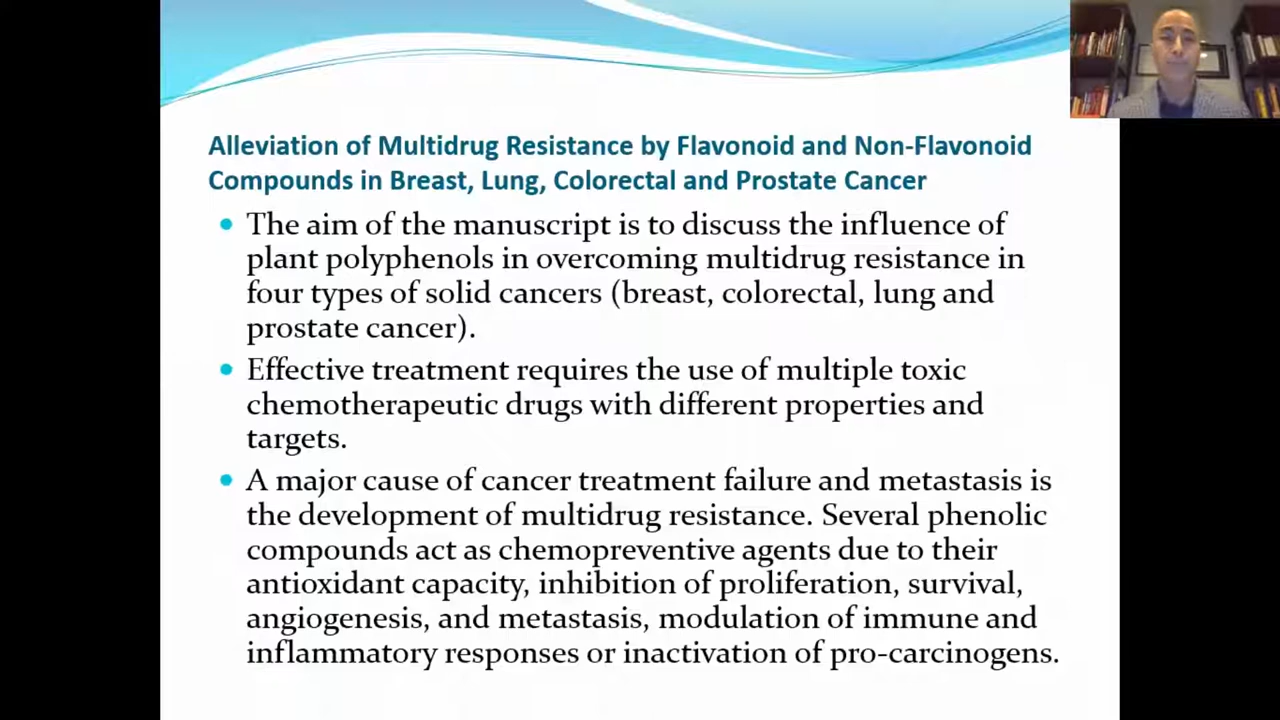 Alleviation of Multidrug Resistance by Flavonoid and Non-Flavonoid
Compounds in Breast, Lung, Colorectal and Prostate Cancer
• The aim of the manuscript is to discuss the influence of
plant polyphenols in overcoming multidrug resistance in
four types of solid cancers (breast, colorectal, lung and
prostate cancer).
• Effective treatment requires the use of multiple toxic
chemotherapeutic drugs with different properties and
targets.
• A major cause of cancer treatment failure and metastasis is
the development of multidrug resistance. Several phenolic
compounds act as chemopreventive agents due to their
antioxidant capacity, inhibition of proliferation, survival,
angiogenesis, and metastasis, modulation of immune and
inflammatory responses or inactivation of pro-carcinogens.